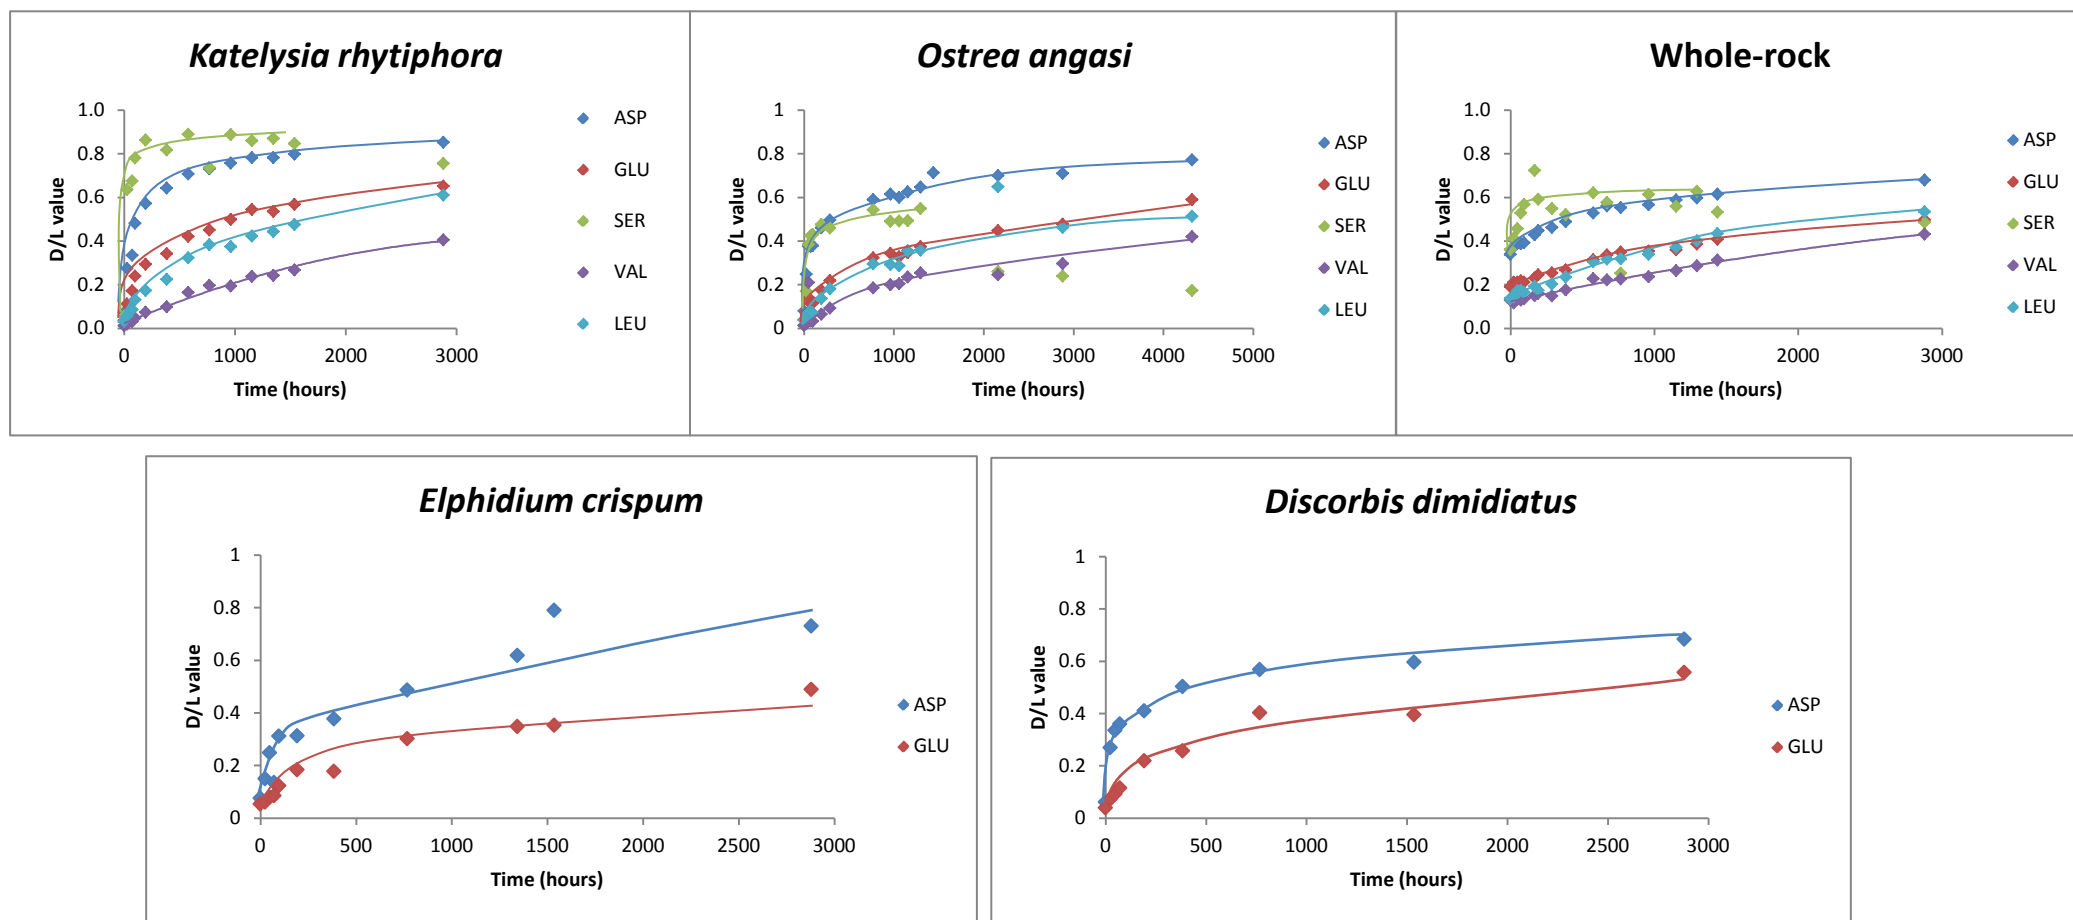 Katelysia rhytiphora
1.0
0.8
0.6
0.4
0.2
0.0
D/L value
0 1000 2000 3000
Time (hours)
ASP
GLU
SER
VAL
LEU
Ostrea angasi
1
0.8
0.6
0.4
0.2
0
D/L value
0 1000 2000 3000 4000 5000
Time (hours)
ASP
GLU
SER
VAL
LEU
Whole-rock
1.0
0.8
0.6
0.4
0.2
0.0
D/L value
0 1000 2000 3000
Time (hours)
ASP
GLU
SER
VAL
LEU
Elphidium crispum
1
0.8
0.6
0.4
0.2
0
D/L value
0 500 1000 1500 2000 2500 3000
Time (hours)
ASP
GLU
Discorbis dimidiatus
1
0.8
0.6
0.4
0.2
0
D/L value
0 500 1000 1500 2000 2500 3000
Time (hours)
ASP
GLU